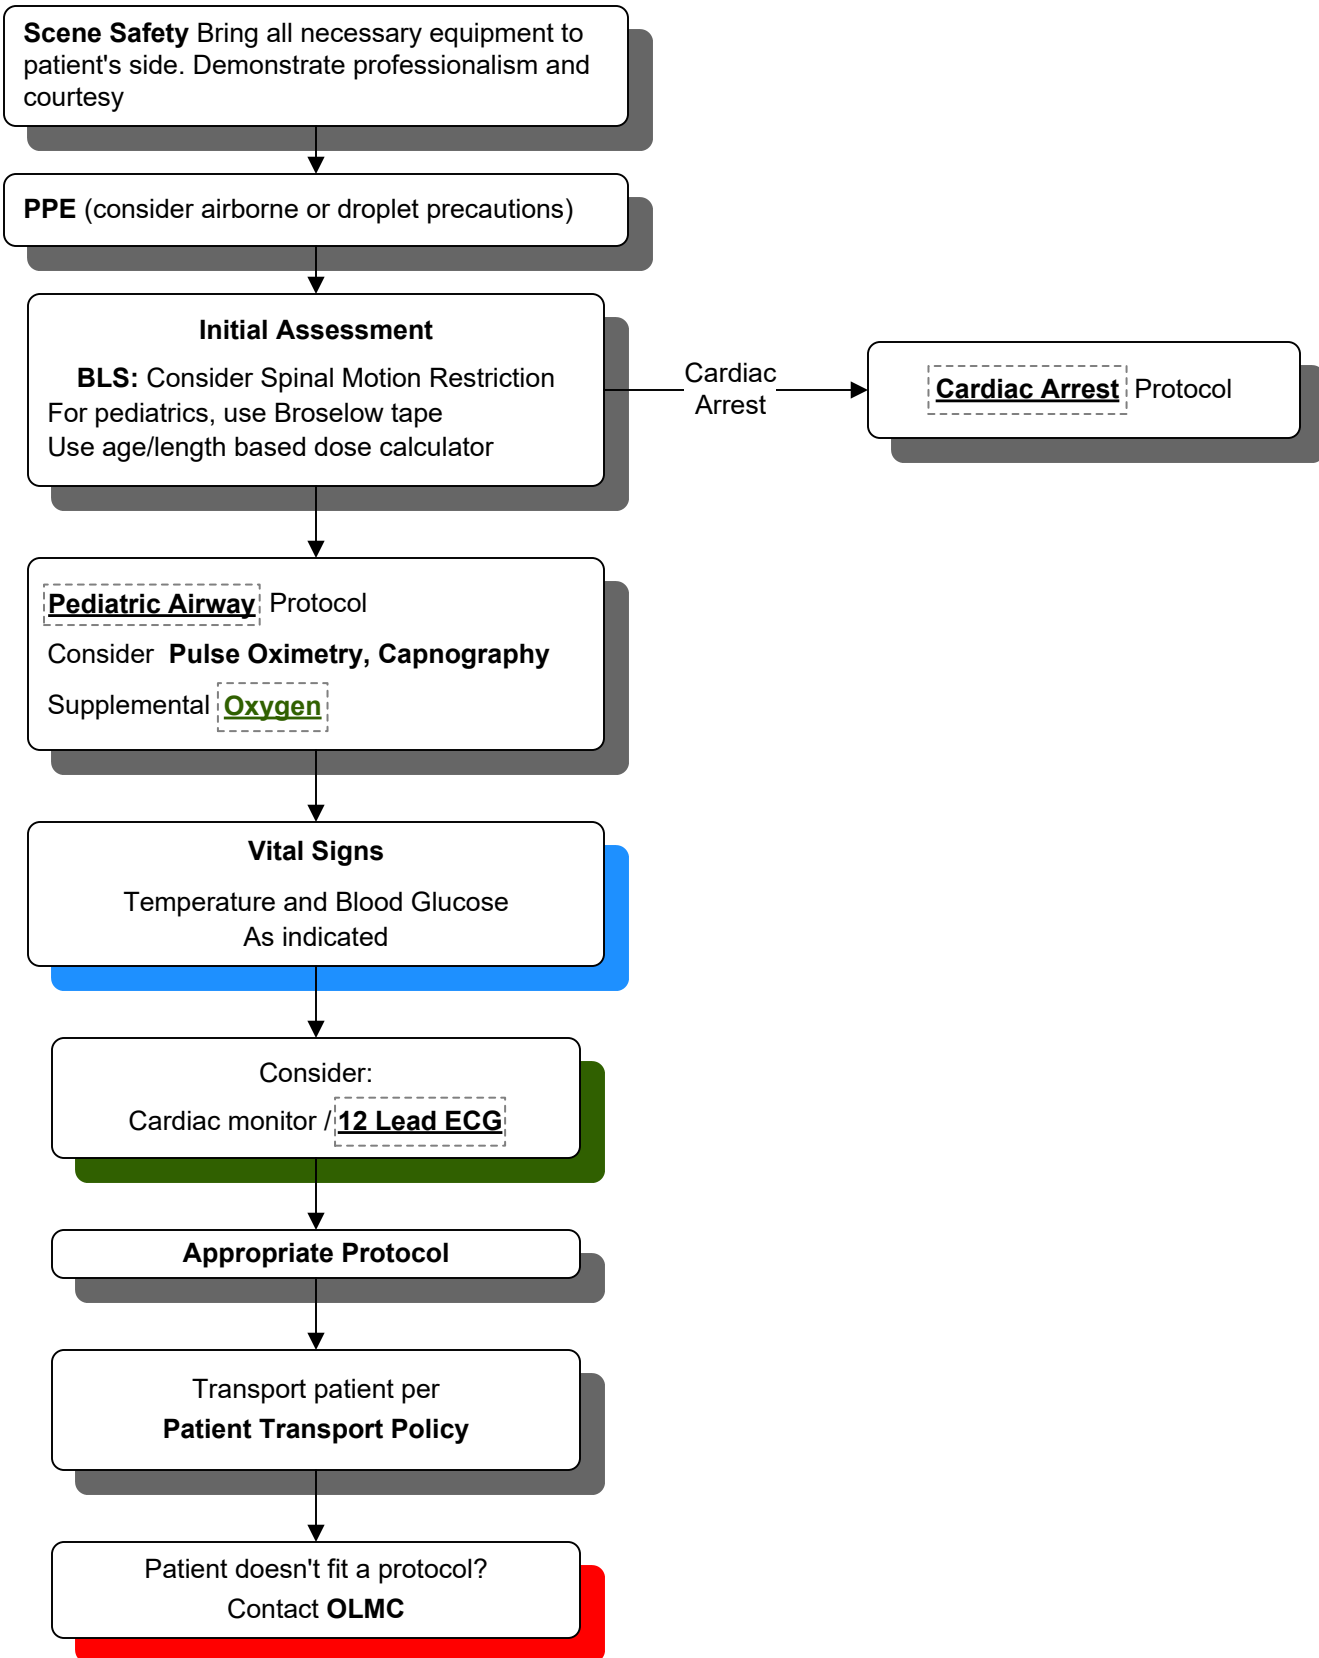 Scene Safety Bring all necessary equipment to
patient's side. Demonstrate professionalism and
courtesy
PPE (consider airborne or droplet precautions)
Initial Assessment
BLS: Consider Spinal Motion Restriction
For pediatrics, use Broselow tape
Use age/length based dose calculator
Cardiac
Arrest
Cardiac Arrest Protocol
Pediatric Airway Protocol
Consider Pulse Oximetry, Capnography
Supplemental Oxygen
Vital Signs
Temperature and Blood Glucose
As indicated
Consider:
Cardiac monitor / 12 Lead ECG
Appropriate Protocol
Transport patient per
Patient Transport Policy
Patient doesn't fit a protocol?
Contact OLMC